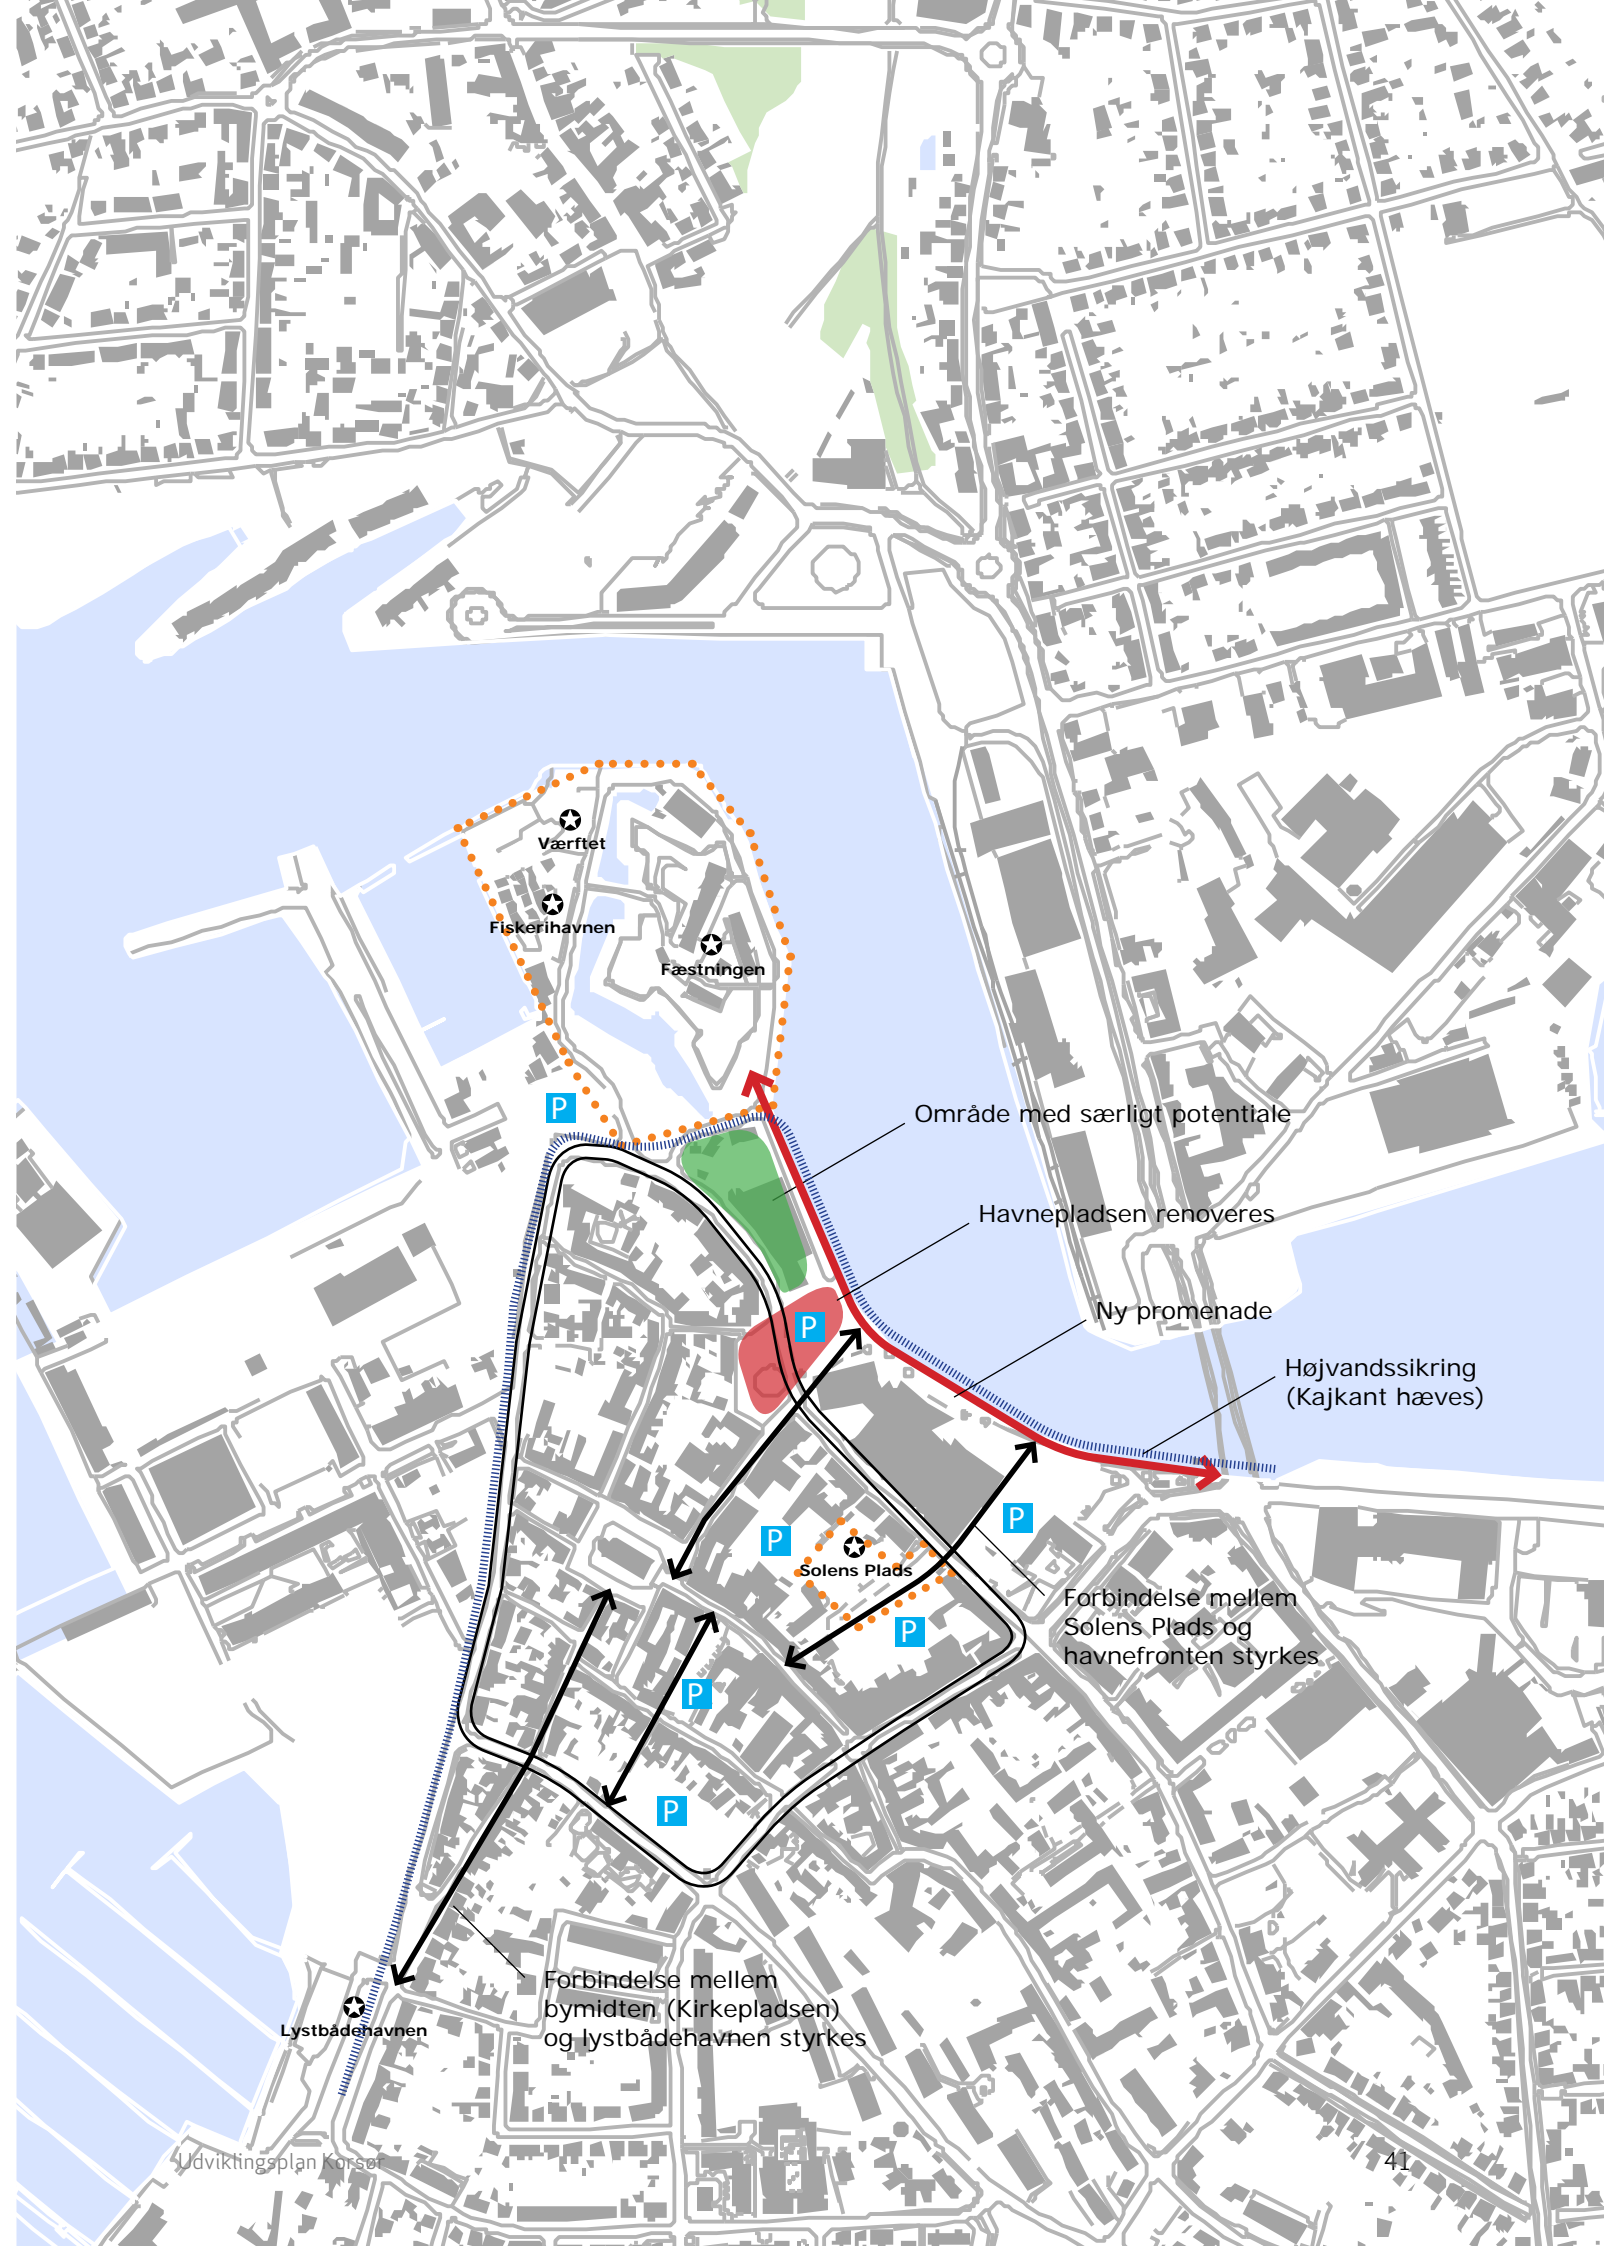 Værftet
Fiskerihavnen
Fæstningen
P
Område med særligt potentiale
Havnepladsen renoveres
Ny promenade
P
Højvandssikring
(Kajkant hæves)
P
P
Solens Plads
P
Forbindelse mellem
Solens Plads og
havnefronten styrkes
P
P
Forbindelse mellem
bymidten (Kirkepladsen)
og lystbådehavnen styrkes
Lystbådehavnen
Udviklingsplan Korsør
41